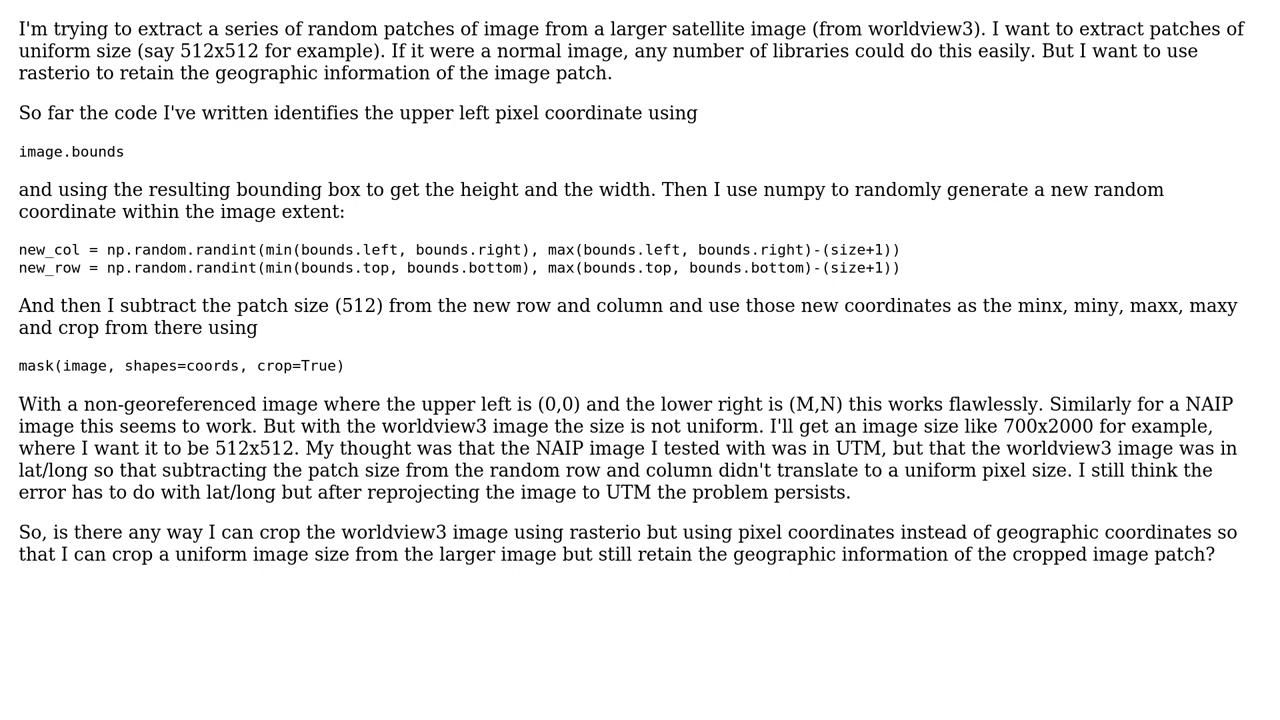 I'm trying to extract a series of random patches of image from a larger satellite image (from worldview3). I want to extract patches of
uniform size (say 512x512 for example). If it were a normal image, any number of libraries could do this easily. But I want to use
rasterio to retain the geographic information of the image patch.
So far the code I've written identifies the upper left pixel coordinate using
image.bounds
and using the resulting bounding box to get the height and the width. Then I use numpy to randomly generate a new random
coordinate within the image extent:
new_col = np.random.randint(min(bounds.left, bounds.right), max(bounds.left, bounds.right)-(size+1))
new_row = np.random.randint(min(bounds.top, bounds.bottom), max(bounds.top, bounds.bottom)-(size+1))
And then I subtract the patch size (512) from the new row and column and use those new coordinates as the minx, miny, maxx, maxy
and crop from there using
mask(image, shapes=coords, crop=True)
With a non-georeferenced image where the upper left is (0,0) and the lower right is (M,N) this works flawlessly. Similarly for a NAIP
image this seems to work. But with the worldview3 image the size is not uniform. I'll get an image size like 700x2000 for example,
where I want it to be 512x512. My thought was that the NAIP image I tested with was in UTM, but that the worldview3 image was in
lat/long so that subtracting the patch size from the random row and column didn't translate to a uniform pixel size. I still think the
error has to do with lat/long but after reprojecting the image to UTM the problem persists.
So, is there any way I can crop the worldview3 image using rasterio but using pixel coordinates instead of geographic coordinates so
that I can crop a uniform image size from the larger image but still retain the geographic information of the cropped image patch?